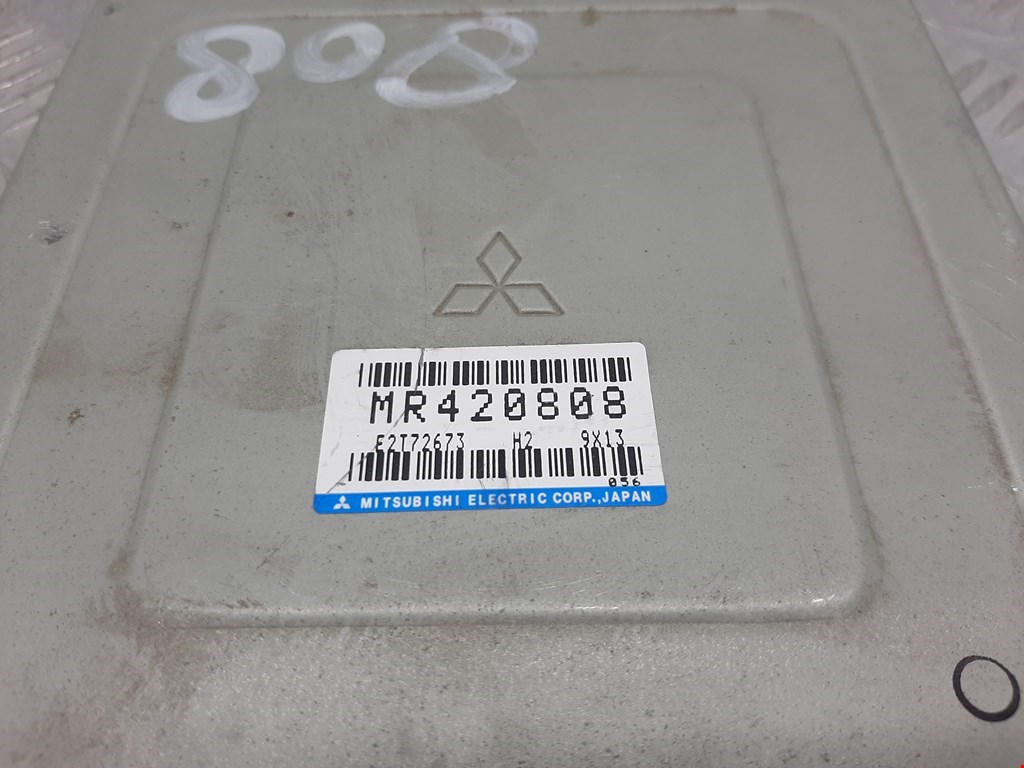 808
MR420808
E2T72673 H2 9X13
056
MITSUBISHI ELECTRIC CORP.,JAPAN